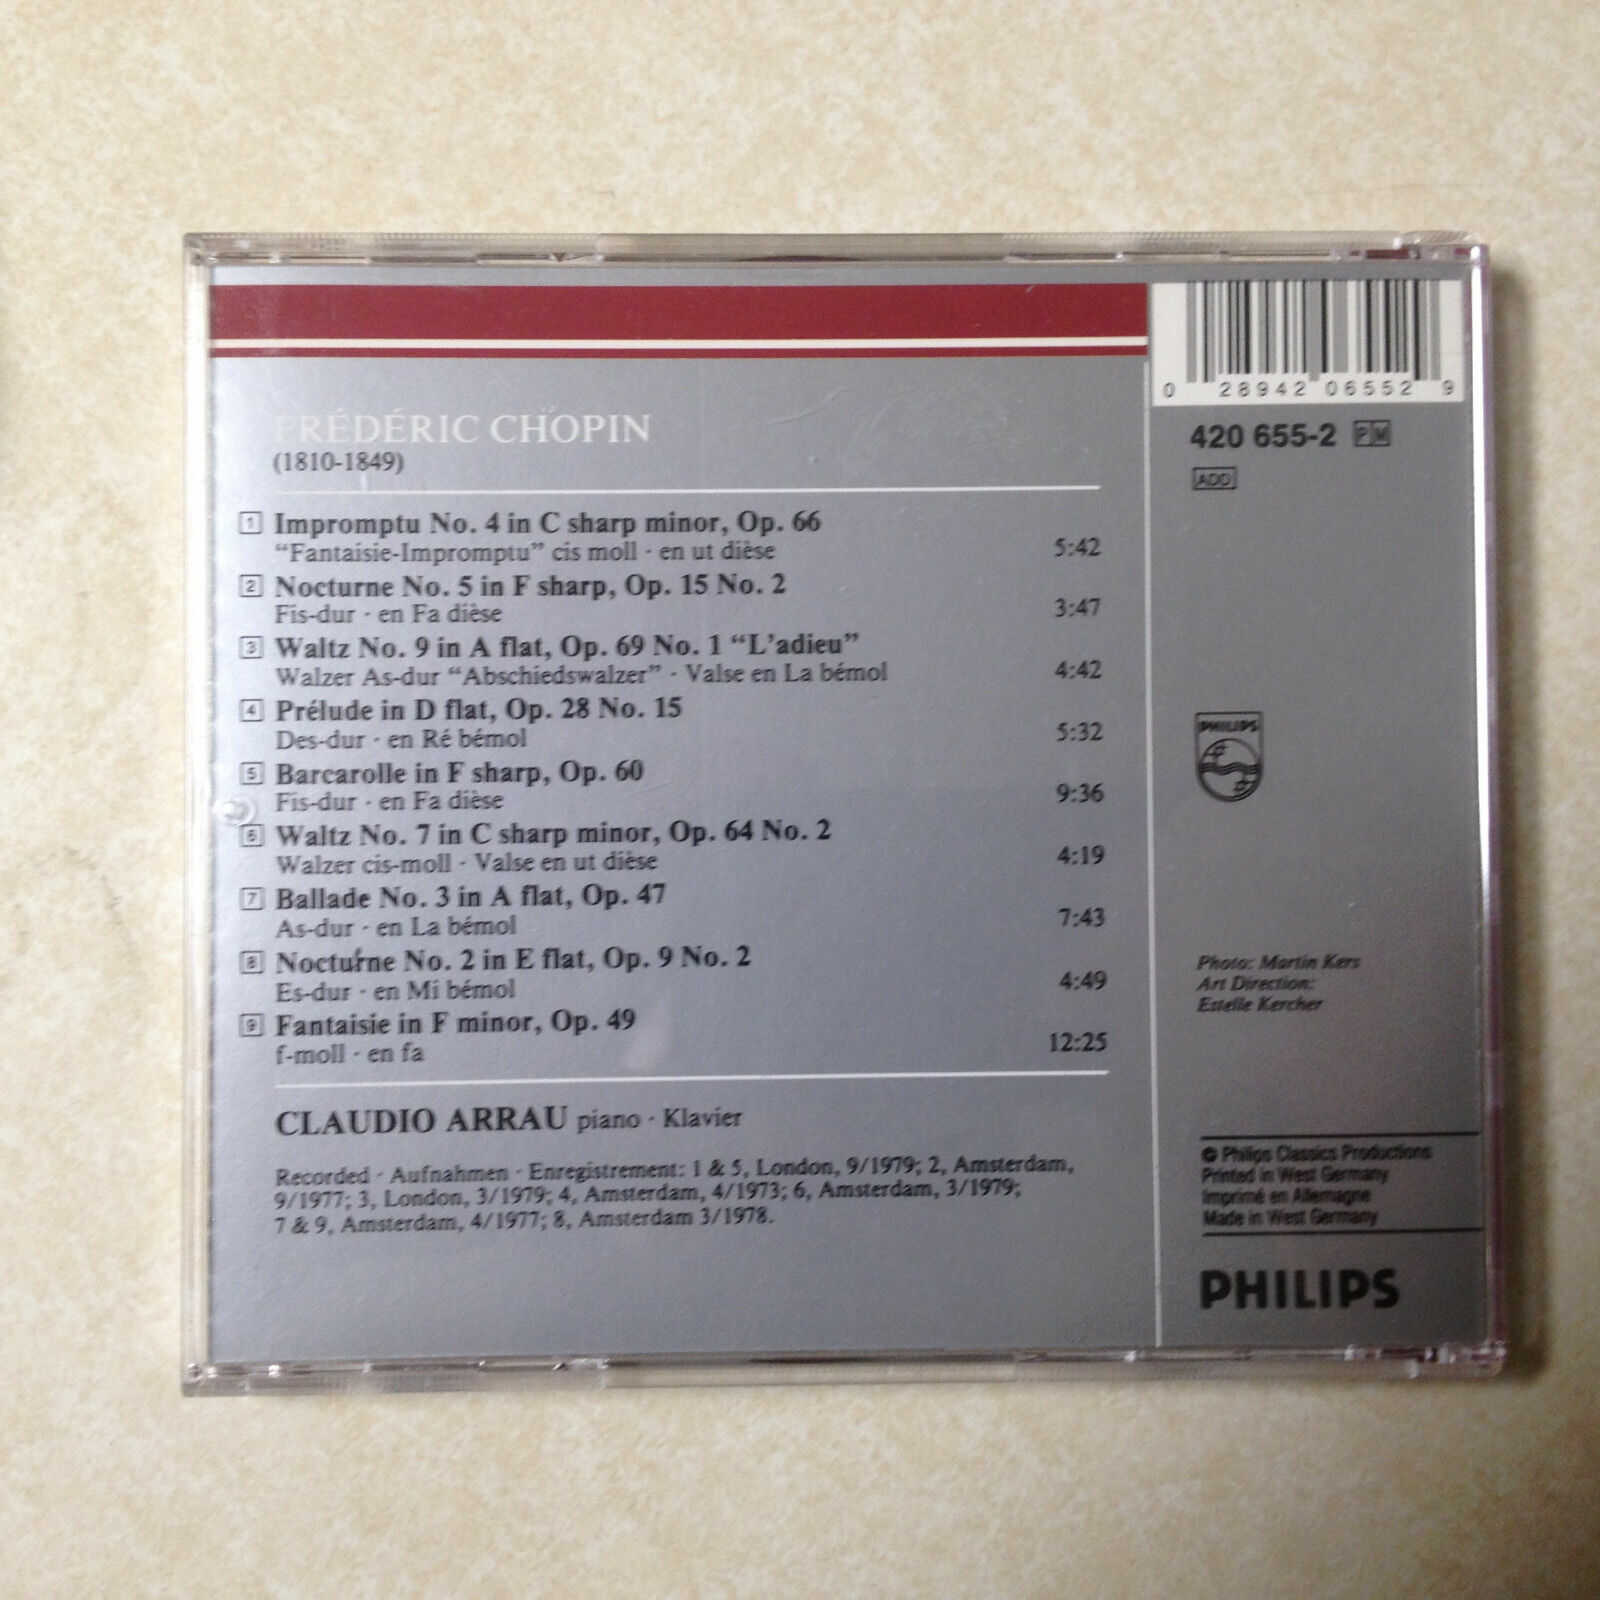 FRÉDÉRIC CHOPIN
(1810-1849)
1 Impromptu No. 4 in C sharp minor, Op. 66
"Fantaisie-Impromptu" cis moll · en ut dièse 5:42
2 Nocturne No. 5 in F sharp, Op. 15 No. 2
Fis-dur · en Fa dièse 3:47
3 Waltz No. 9 in A flat, Op. 69 No. 1 "L'adieu"
Walzer As-dur "Abschiedswalzer" · Valse en La bémol 4:42
4 Prélude in D flat, Op. 28 No. 15
Des-dur · en Ré bémol 5:32
5 Barcarolle in F sharp, Op. 60
Fis-dur · en Fa dièse 9:36
6 Waltz No. 7 in C sharp minor, Op. 64 No. 2
Walzer cis-moll · Valse en ut dièse 4:19
7 Ballade No. 3 in A flat, Op. 47
As-dur · en La bémol 7:43
8 Nocturne No. 2 in E flat, Op. 9 No. 2
Es-dur · en Mi bémol 4:49
9 Fantaisie in F minor, Op. 49
f-moll · en fa 12:25
CLAUDIO ARRAU piano · Klavier
Recorded · Aufnahmen · Enregistrement: 1 & 5, London, 9/1979; 2, Amsterdam,
9/1977; 3, London, 3/1979; 4, Amsterdam, 4/1973; 6, Amsterdam, 3/1979;
7 & 9, Amsterdam, 4/1977; 8, Amsterdam 3/1978.
0 28942 06552 9
420 655-2 PM
ADD
PHILIPS
Photo: Martin Kers
Art Direction:
Estelle Kercher
© Philips Classics Productions
Printed in West Germany
Imprimé en Allemagne
Made in West Germany
PHILIPS